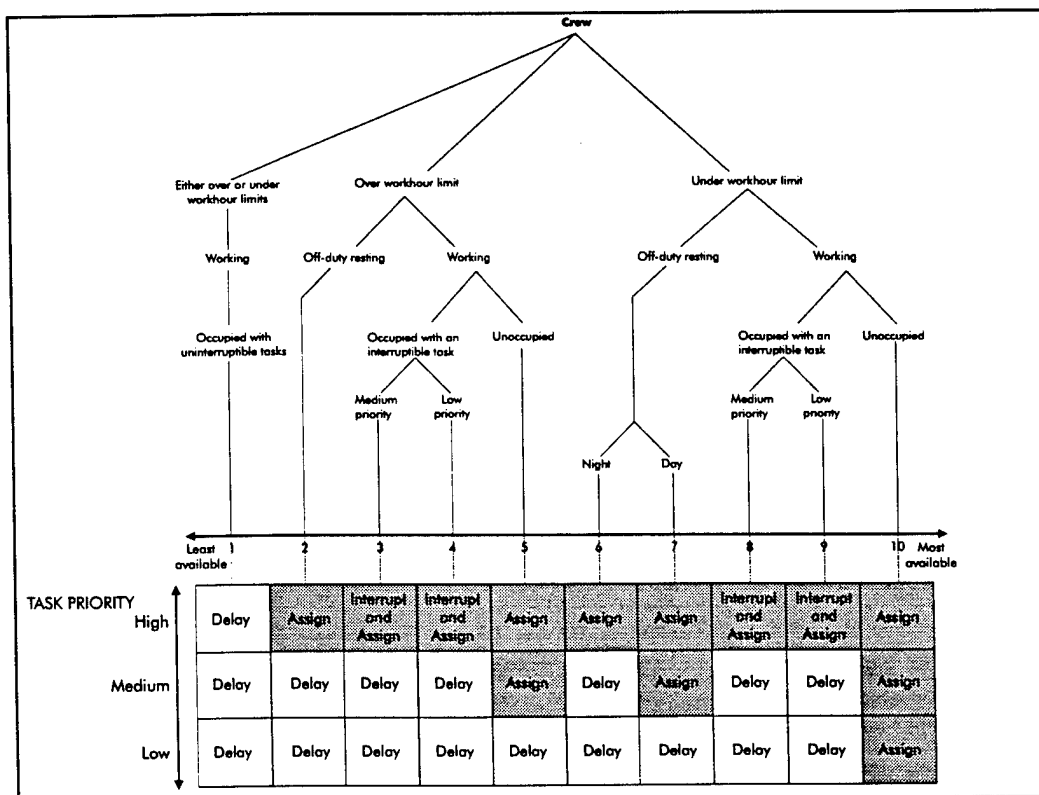 Crew
Either over or under
workhour limits
Over workhour limit
Under workhour limit
Working
Off-duty resting
Working
Off-duty resting
Working
Occupied with
uninterruptible tasks
Occupied with an
interruptible task
Unoccupied
Occupied with an
interruptible task
Unoccupied
Medium
priority
Low
priority
Medium
priority
Low
priority
Night
Day
Least
available
1
2
3
4
5
6
7
8
9
10
Most
available
TASK PRIORITY
High
Delay
Assign
Interrupt
and
Assign
Interrupt
and
Assign
Assign
Assign
Assign
Interrupt
and
Assign
Interrupt
and
Assign
Assign
Medium
Delay
Delay
Delay
Delay
Assign
Delay
Assign
Delay
Delay
Assign
Low
Delay
Delay
Delay
Delay
Delay
Delay
Delay
Delay
Delay
Assign